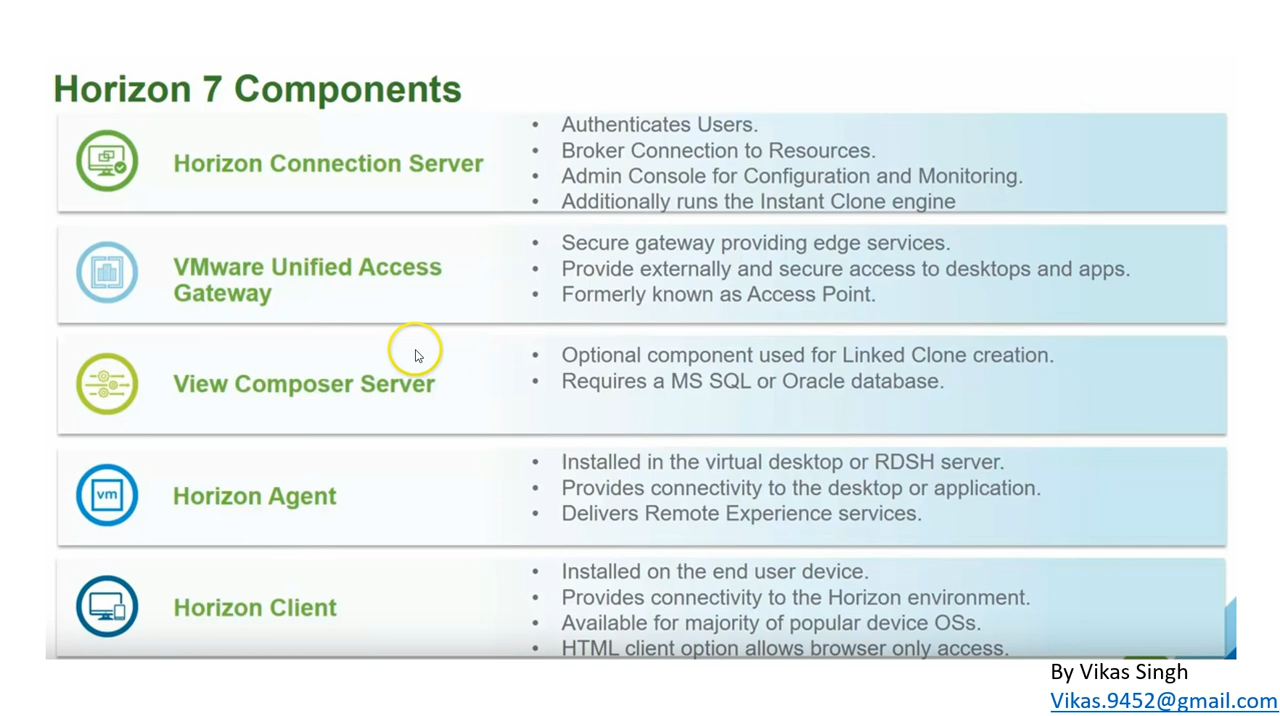 Horizon 7 Components
Horizon Connection Server
• Authenticates Users.
• Broker Connection to Resources.
• Admin Console for Configuration and Monitoring.
• Additionally runs the Instant Clone engine
VMware Unified Access
Gateway
• Secure gateway providing edge services.
• Provide externally and secure access to desktops and apps.
• Formerly known as Access Point.
View Composer Server
• Optional component used for Linked Clone creation.
• Requires a MS SQL or Oracle database.
vm
Horizon Agent
• Installed in the virtual desktop or RDSH server.
• Provides connectivity to the desktop or application.
• Delivers Remote Experience services.
Horizon Client
• Installed on the end user device.
• Provides connectivity to the Horizon environment.
• Available for majority of popular device OSs.
• HTML client option allows browser only access.
By Vikas Singh
Vikas.9452@gmail.com